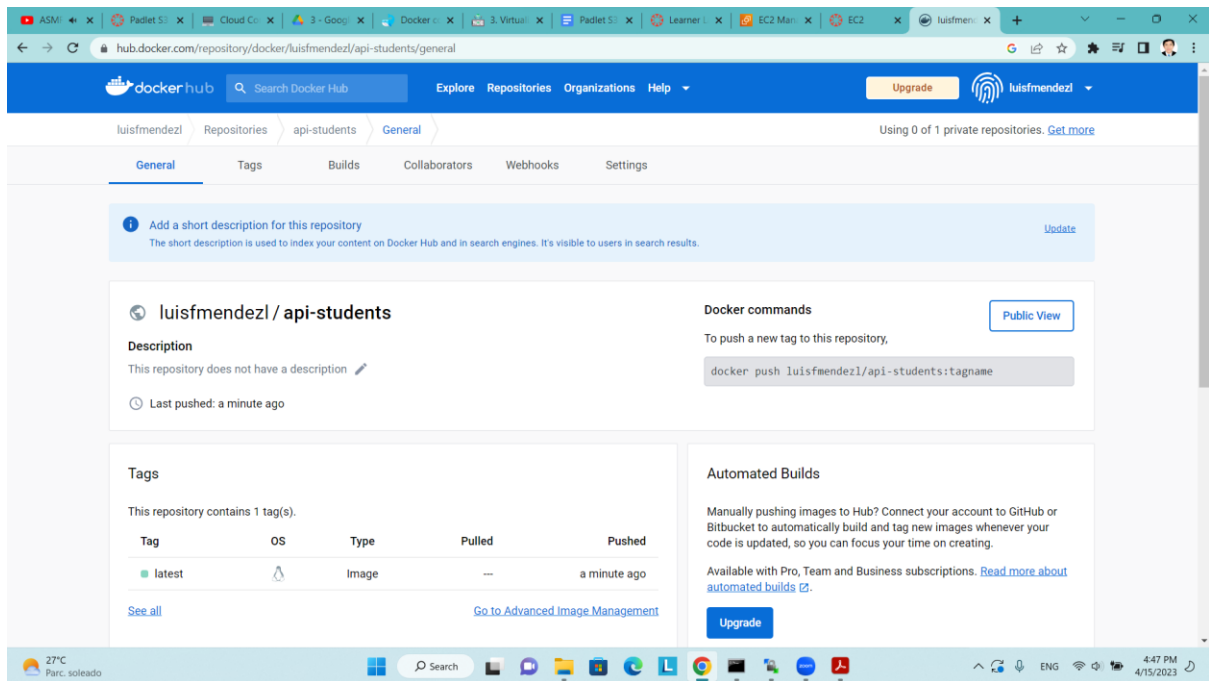 ASMR
Padlet S3
Cloud Co
3 - Goog
Docker c
3. Virtual
Padlet S3
Learner L
EC2 Man
EC2
luisfmen
hub.docker.com/repository/docker/luisfmendezl/api-students/general
dockerhub
Search Docker Hub
Explore Repositories Organizations Help
Upgrade
luisfmendezl
luisfmendezl Repositories api-students General
Using 0 of 1 private repositories. Get more
General Tags Builds Collaborators Webhooks Settings
Add a short description for this repository
The short description is used to index your content on Docker Hub and in search engines. It's visible to users in search results.
Update
luisfmendezl / api-students
Description
This repository does not have a description
Last pushed: a minute ago
Docker commands
Public View
To push a new tag to this repository,
docker push luisfmendezl/api-students:tagname
Tags
This repository contains 1 tag(s).
Tag OS Type Pulled Pushed
latest Image --- a minute ago
See all
Go to Advanced Image Management
Automated Builds
Manually pushing images to Hub? Connect your account to GitHub or
Bitbucket to automatically build and tag new images whenever your
code is updated, so you can focus your time on creating.
Available with Pro, Team and Business subscriptions. Read more about
automated builds.
Upgrade
27°C
Parc. soleado
Search
ENG
4:47 PM
4/15/2023